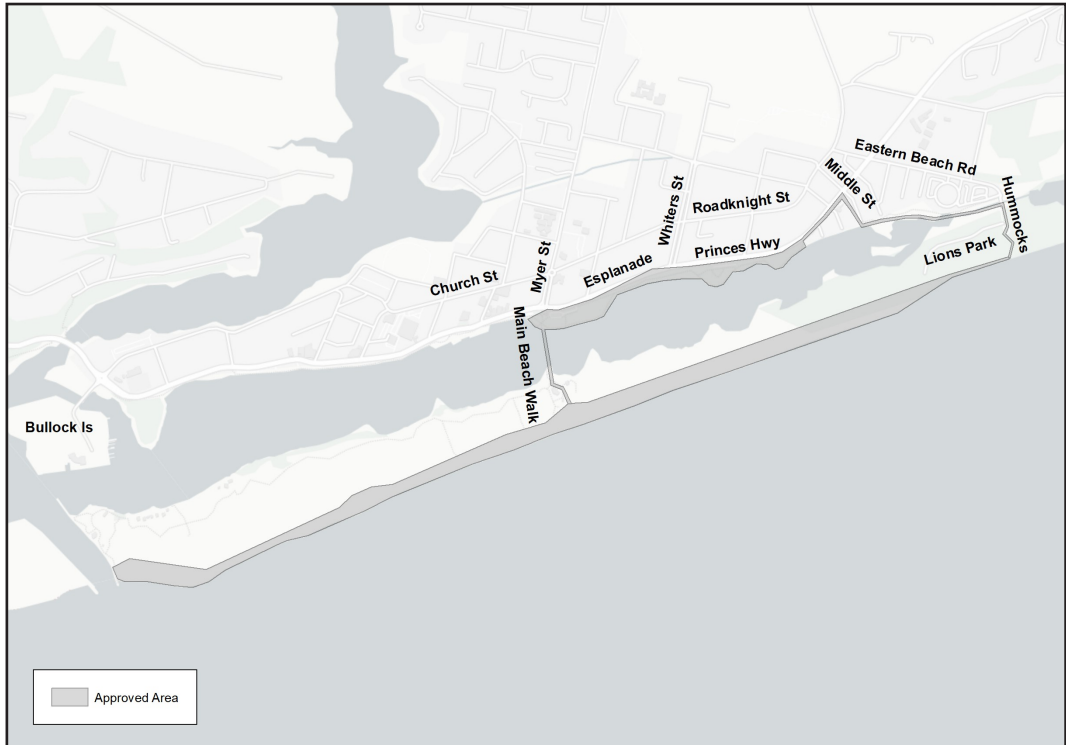 Eastern Beach Rd
Middle St
Hummocks
Whiters St
Roadknight St
Princes Hwy
Lions Park
Esplanade
Myer St
Church St
Main Beach Walk
Bullock Is
Approved Area